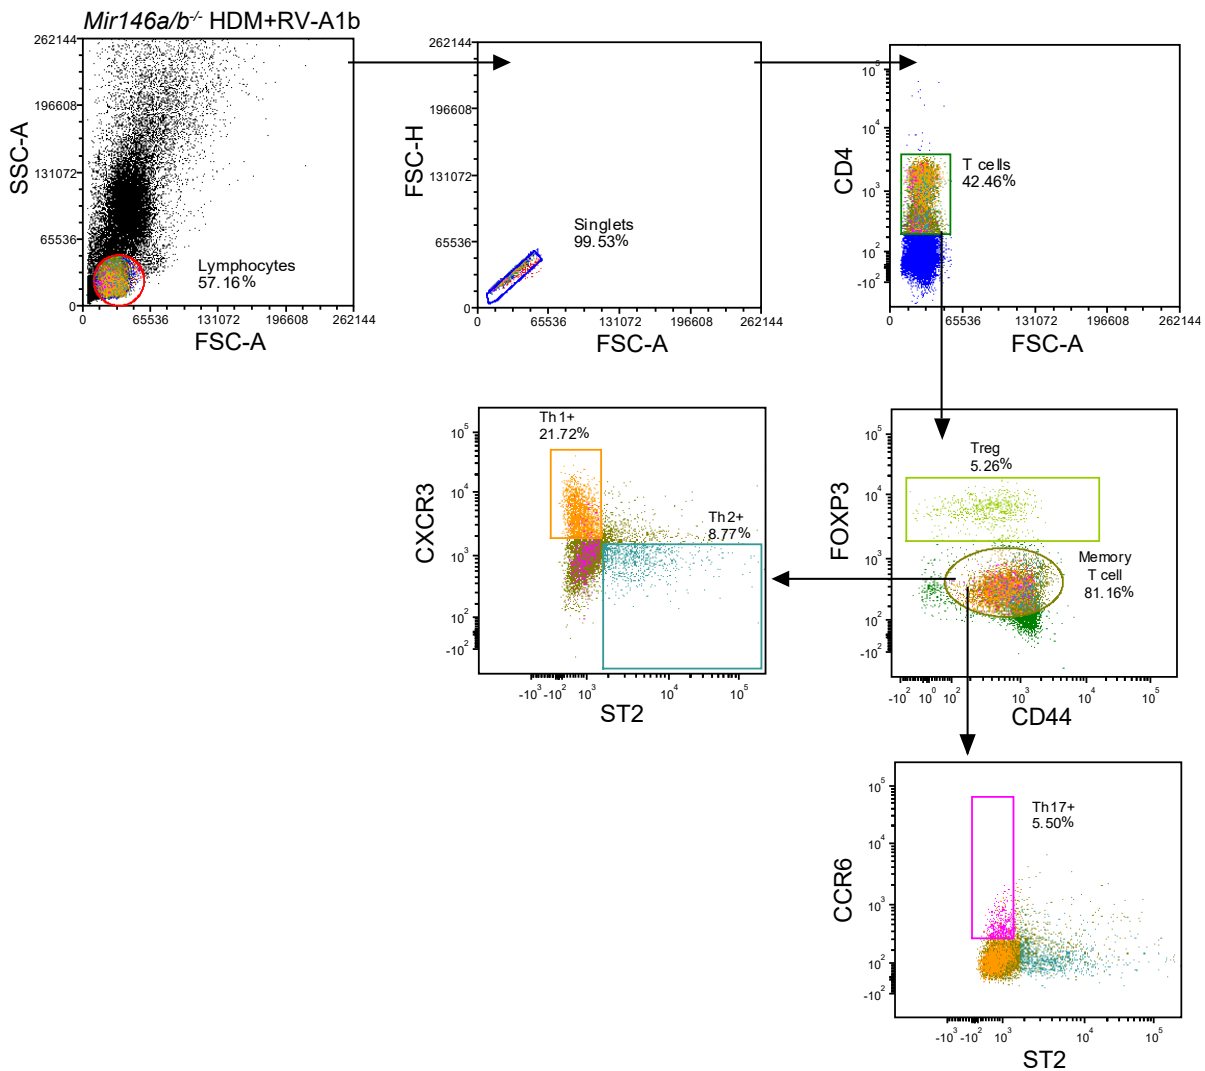 Mir146a/b-/- HDM+RV-A1b
262144
196608
131072
65536
0
SSC-A
Lymphocytes
57.16%
0 65536 131072 196608 262144
FSC-A
262144
196608
131072
65536
0
FSC-H
Singlets
99.53%
0 65536 131072 196608 262144
FSC-A
10^5
10^4
10^3
10^2
-10^2
CD4
T cells
42.46%
0 65536 131072 196608 262144
FSC-A
Th1+
21.72%
10^5
10^4
10^3
10^2
-10^2
CXCR3
Th2+
8.77%
-10^3 -10^2 10^3 10^4 10^5
ST2
10^5
10^4
10^3
10^2
-10^2
FOXP3
Treg
5.26%
Memory
T cell
81.16%
-10^2 10^0 10^2 10^3 10^4 10^5
CD44
10^5
10^4
10^3
10^2
-10^2
CCR6
Th17+
5.50%
-10^3 -10^2 10^3 10^4 10^5
ST2